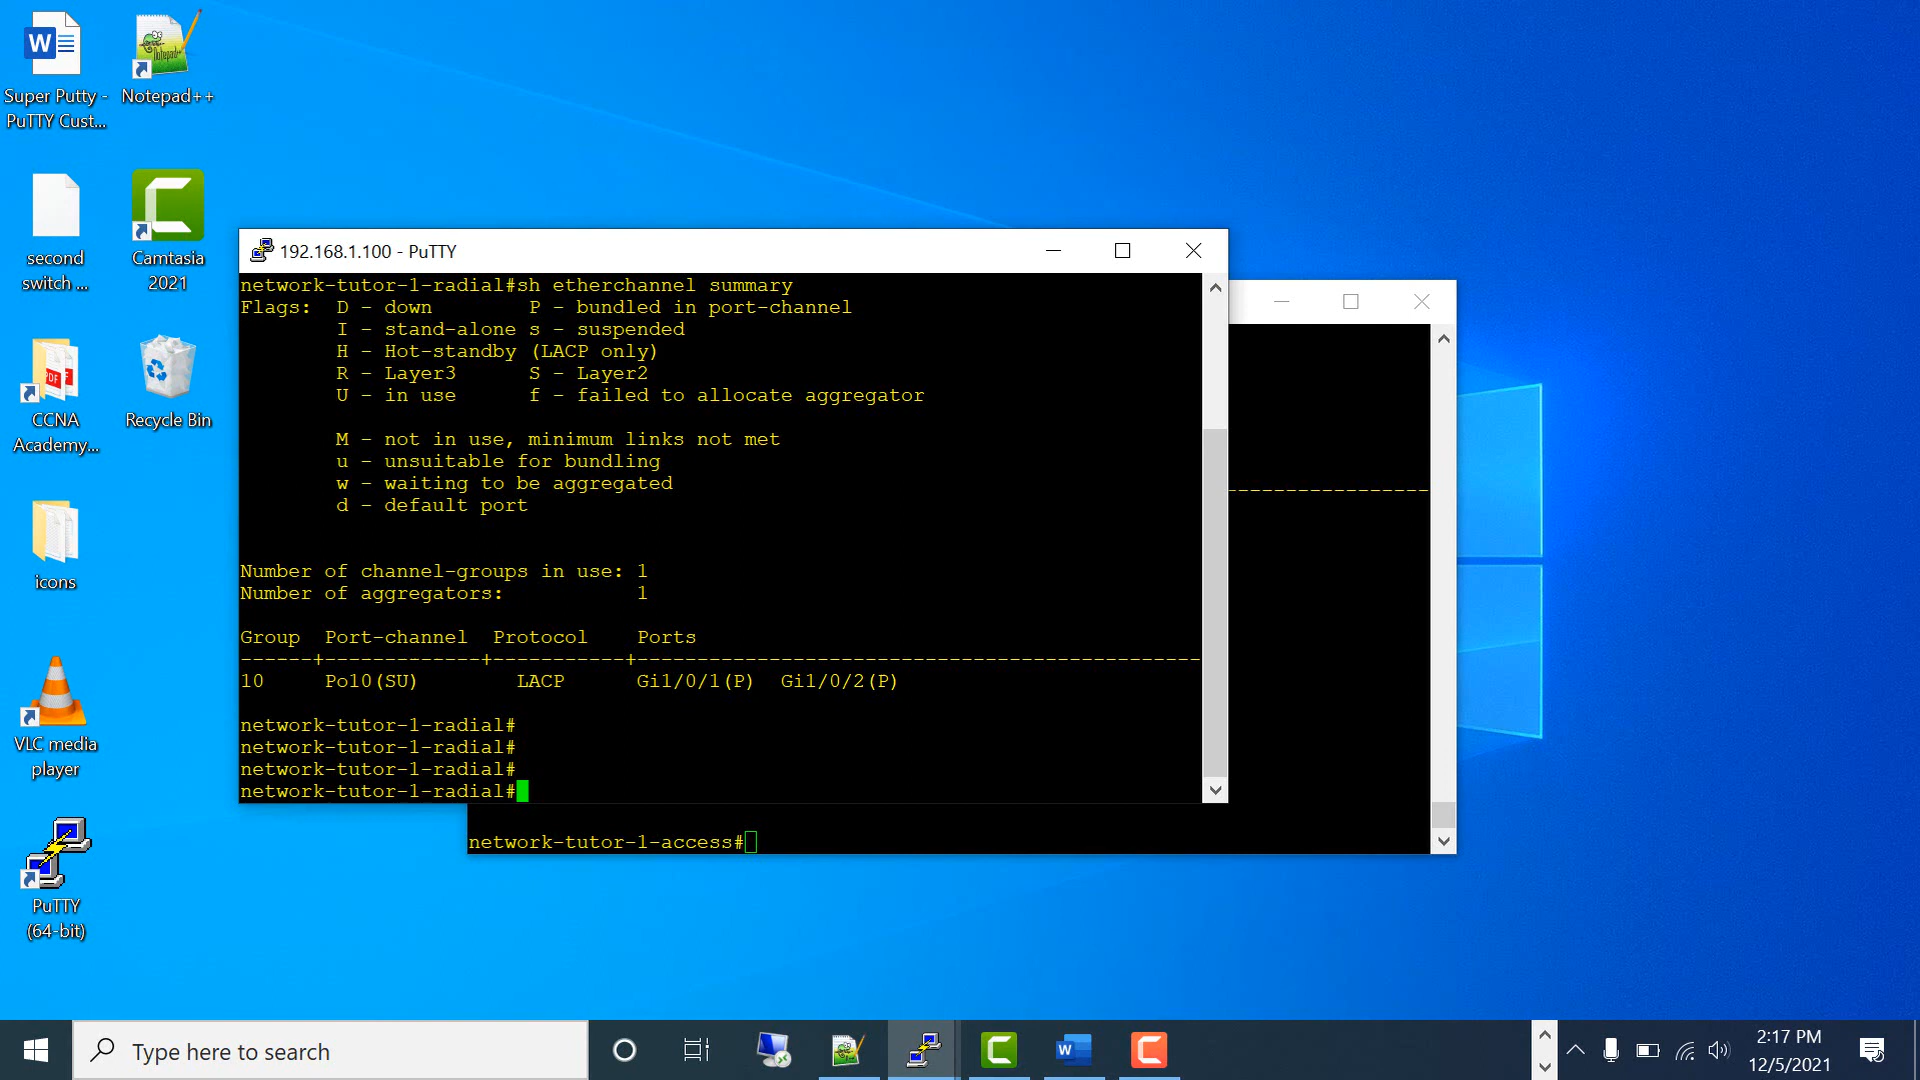 Super Putty -
PuTTY Cust...
Notepad++
second
switch ...
Camtasia
2021
CCNA
Academy...
Recycle Bin
icons
VLC media
player
PuTTY
(64-bit)
192.168.1.100 - PuTTY
network-tutor-1-radial#sh etherchannel summary
Flags:  D - down        P - bundled in port-channel
        I - stand-alone s - suspended
        H - Hot-standby (LACP only)
        R - Layer3      S - Layer2
        U - in use      f - failed to allocate aggregator
        M - not in use, minimum links not met
        u - unsuitable for bundling
        w - waiting to be aggregated
        d - default port
Number of channel-groups in use: 1
Number of aggregators:           1
Group  Port-channel  Protocol    Ports
------+-------------+-----------+-----------------------------------------------
10     Po10(SU)        LACP      Gi1/0/1(P)  Gi1/0/2(P)
network-tutor-1-radial#
network-tutor-1-radial#
network-tutor-1-radial#
network-tutor-1-radial#
network-tutor-1-access#
Type here to search
2:17 PM
12/5/2021